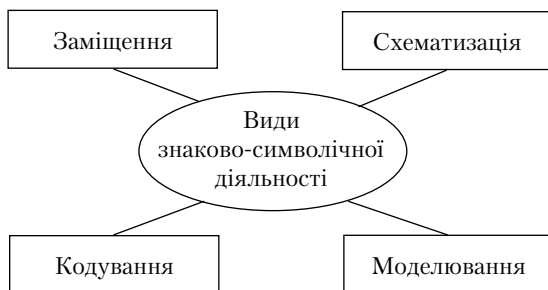 Заміщення
Схематизація
Види
знаково-символічної
діяльності
Кодування
Моделювання